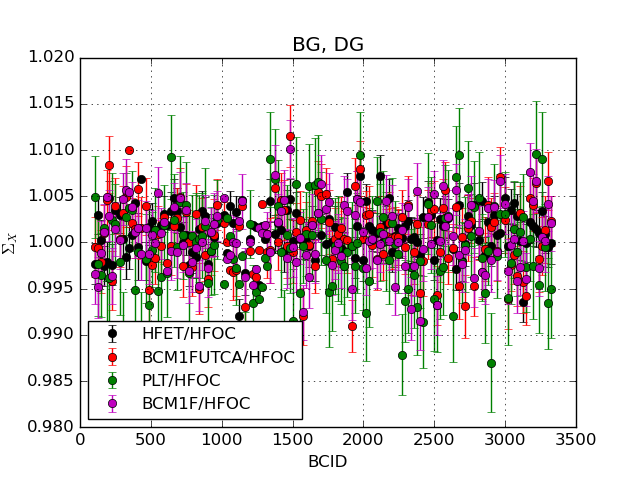 BG, DG
1.020
1.015
1.010
1.005
1.000
0.995
0.990
0.985
0.980
Σ_X
HFET/HFOC
BCM1FUTCA/HFOC
PLT/HFOC
BCM1F/HFOC
0 500 1000 1500 2000 2500 3000 3500
BCID